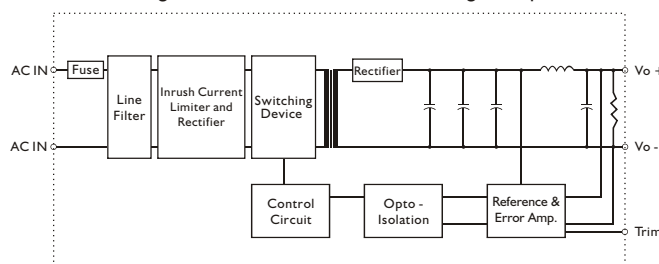 AC IN
Fuse
Line
Filter
Inrush Current
Limiter and
Rectifier
Switching
Device
Rectifier
Vo +
AC IN
Vo -
Control
Circuit
Opto -
Isolation
Reference &
Error Amp.
Trim